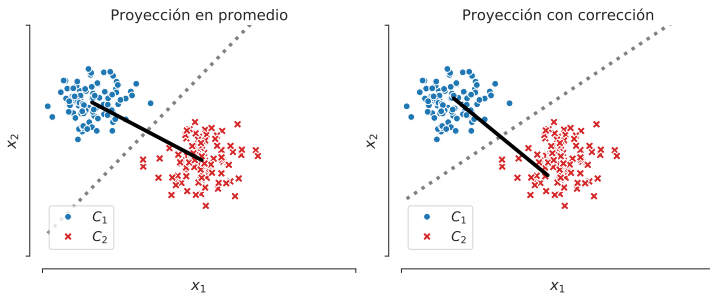 Proyección en promedio
x₂
C₁
C₂
x₁
Proyección con corrección
x₂
C₁
C₂
x₁